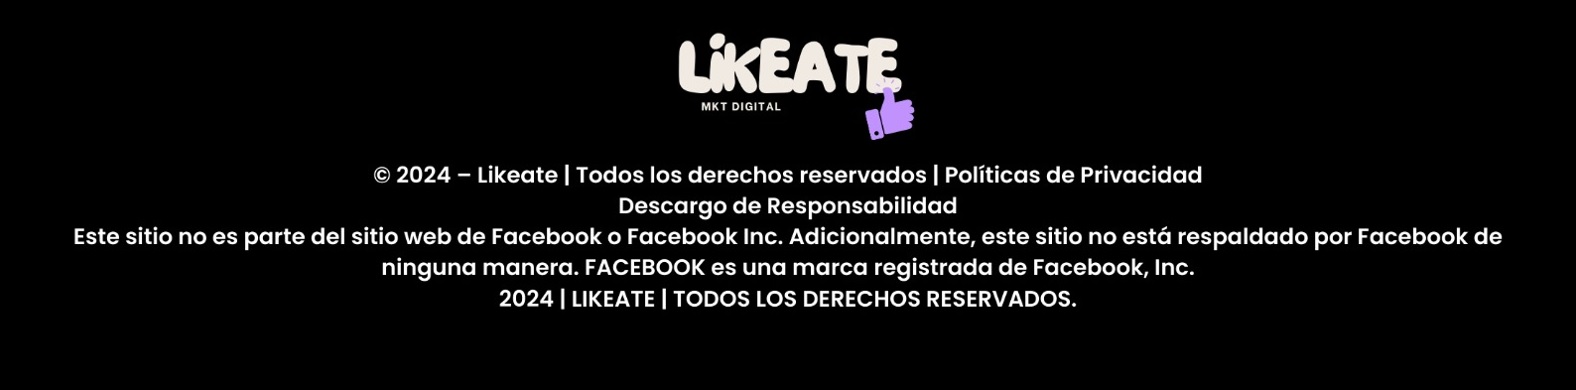 LiKEATE
MKT DIGITAL
© 2024 – Likeate | Todos los derechos reservados | Políticas de Privacidad
Descargo de Responsabilidad
Este sitio no es parte del sitio web de Facebook o Facebook Inc. Adicionalmente, este sitio no está respaldado por Facebook de
ninguna manera. FACEBOOK es una marca registrada de Facebook, Inc.
2024 | LIKEATE | TODOS LOS DERECHOS RESERVADOS.